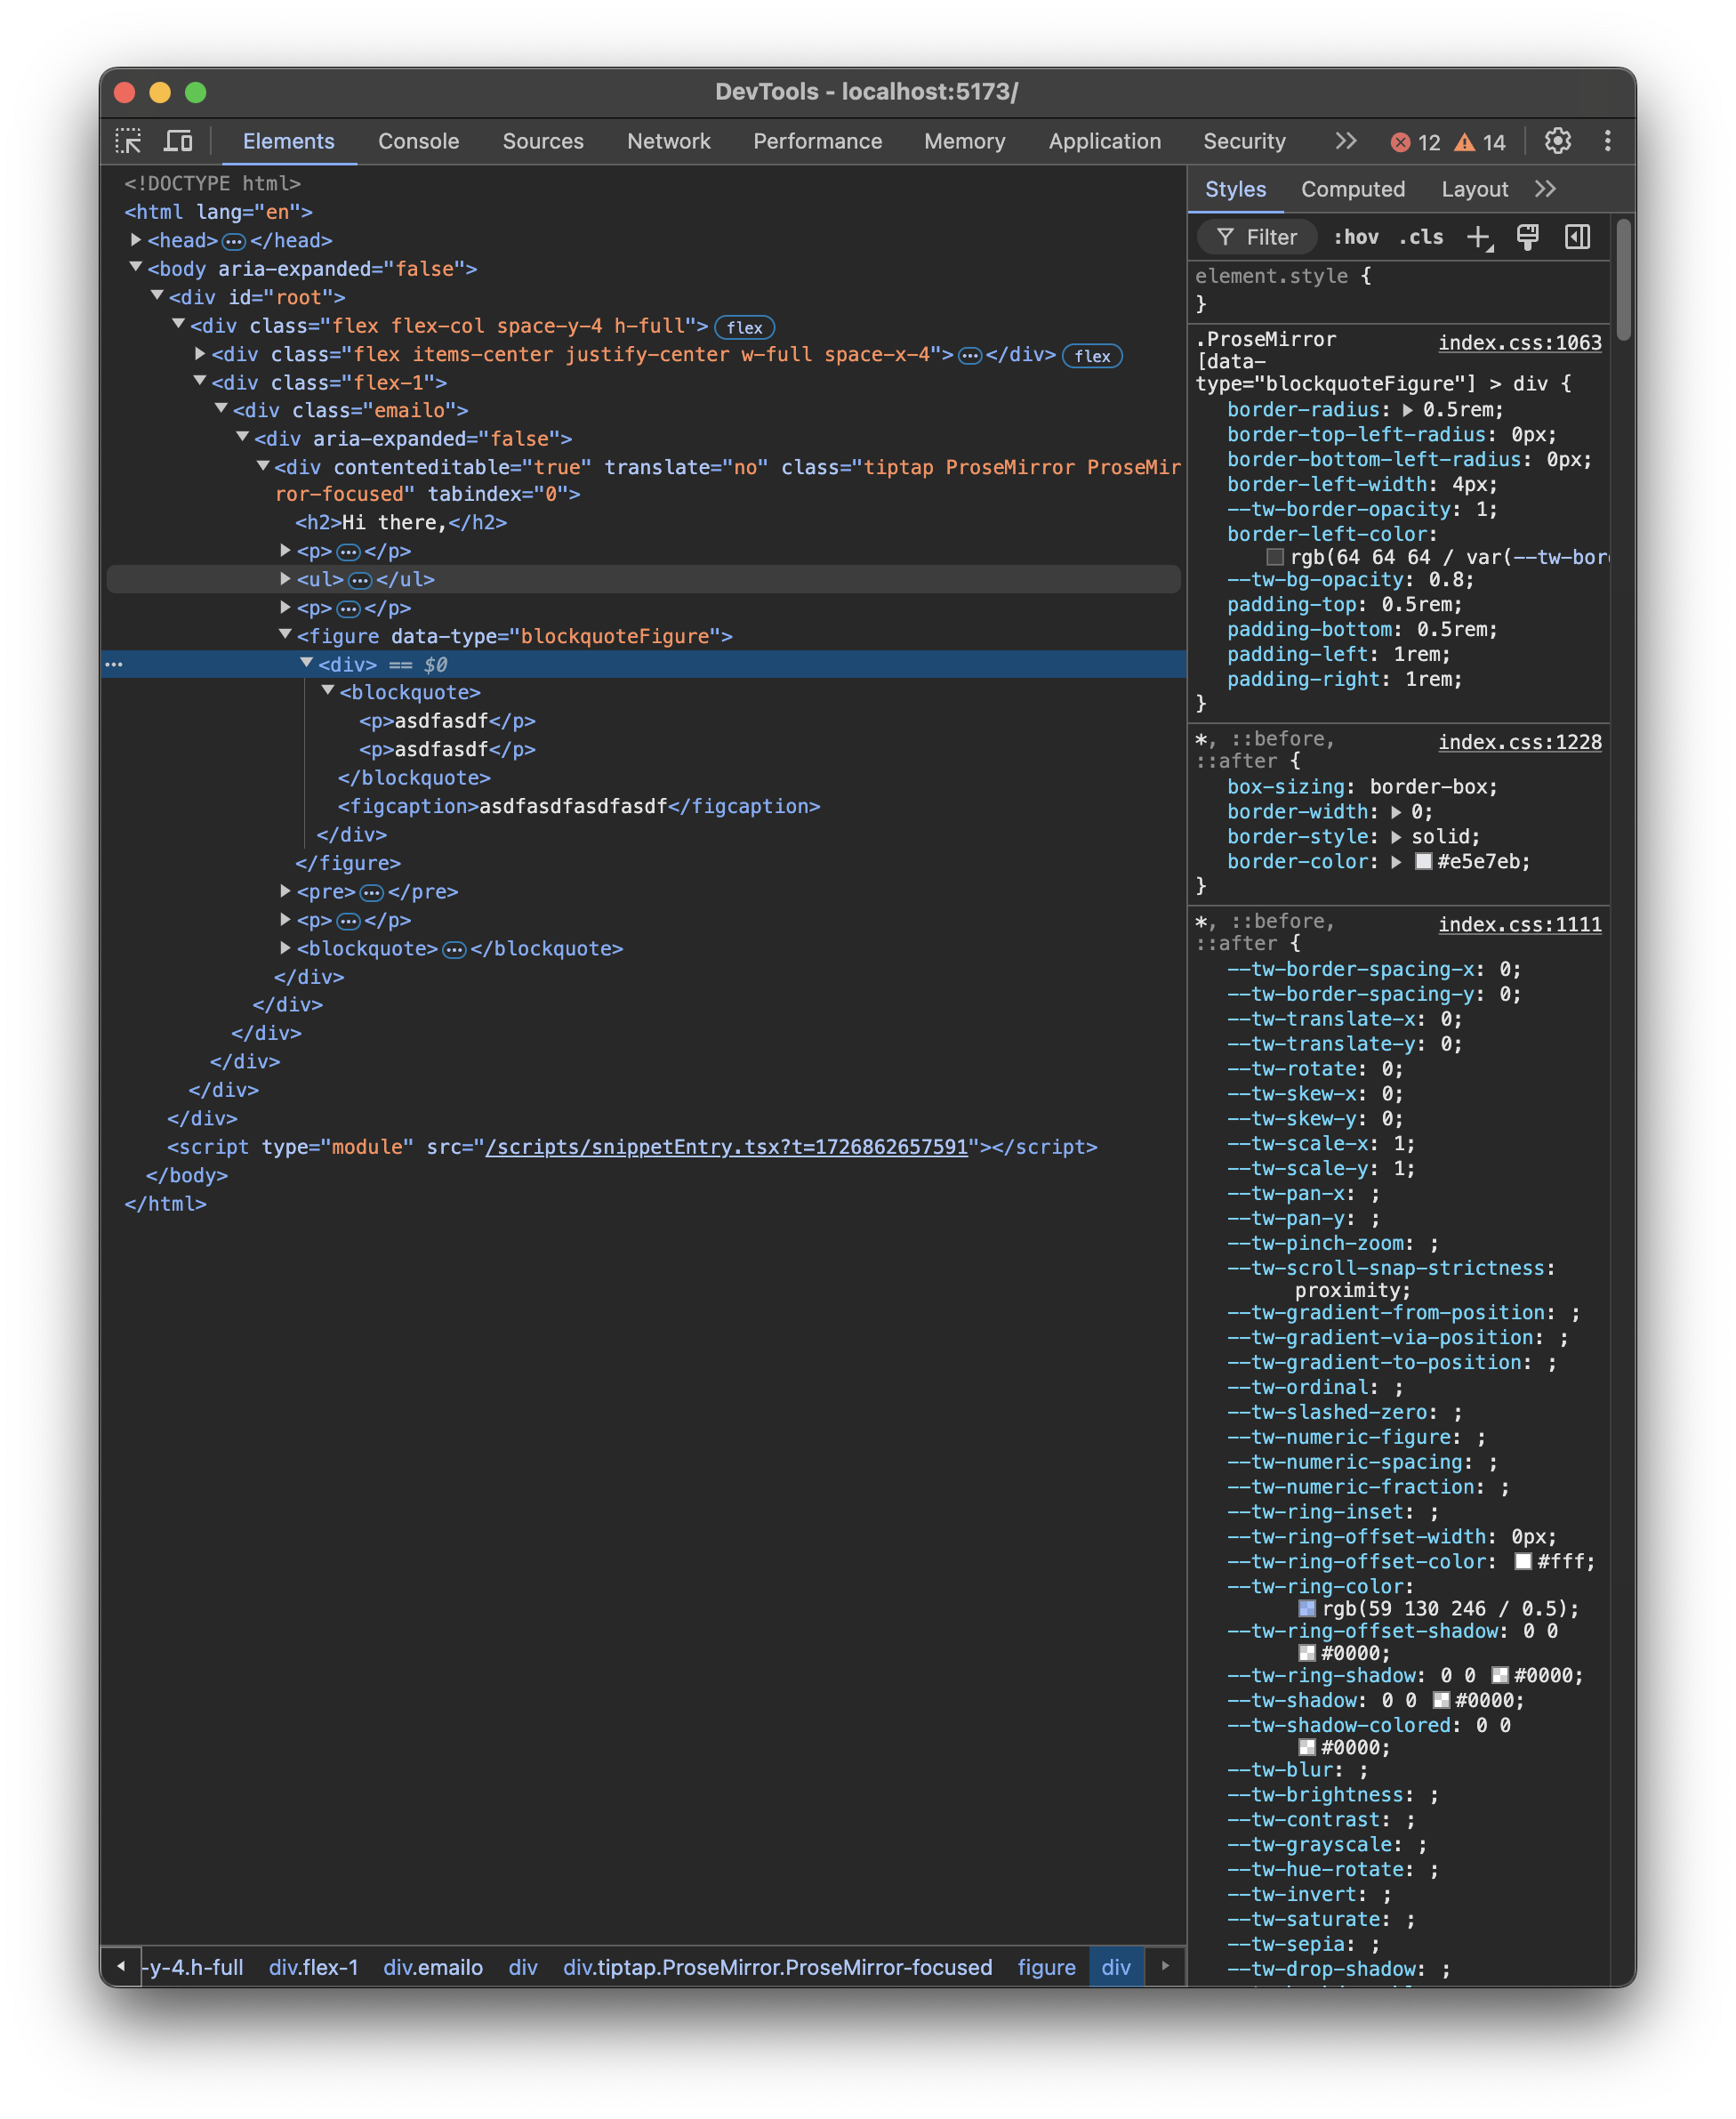 DevTools - localhost:5173/
Elements Console Sources Network Performance Memory Application Security 12 14
<!DOCTYPE html>
<html lang="en">
<head>…</head>
<body aria-expanded="false">
<div id="root">
<div class="flex flex-col space-y-4 h-full"> flex
<div class="flex items-center justify-center w-full space-x-4">…</div> flex
<div class="flex-1">
<div class="emailo">
<div aria-expanded="false">
<div contenteditable="true" translate="no" class="tiptap ProseMirror ProseMir
ror-focused" tabindex="0">
<h2>Hi there,</h2>
<p>…</p>
<ul>…</ul>
<p>…</p>
<figure data-type="blockquoteFigure">
… <div> == $0
<blockquote>
<p>asdfasdf</p>
<p>asdfasdf</p>
</blockquote>
<figcaption>asdfasdfasdfasdf</figcaption>
</div>
</figure>
<pre>…</pre>
<p>…</p>
<blockquote>…</blockquote>
</div>
</div>
</div>
</div>
</div>
</div>
<script type="module" src="/scripts/snippetEntry.tsx?t=1726862657591"></script>
</body>
</html>
-y-4.h-full div.flex-1 div.emailo div div.tiptap.ProseMirror.ProseMirror-focused figure div
Styles Computed Layout
Filter :hov .cls
element.style {
}
.ProseMirror index.css:1063
[data-
type="blockquoteFigure"] > div {
border-radius: 0.5rem;
border-top-left-radius: 0px;
border-bottom-left-radius: 0px;
border-left-width: 4px;
--tw-border-opacity: 1;
border-left-color:
rgb(64 64 64 / var(--tw-bor
--tw-bg-opacity: 0.8;
padding-top: 0.5rem;
padding-bottom: 0.5rem;
padding-left: 1rem;
padding-right: 1rem;
}
*, ::before, index.css:1228
::after {
box-sizing: border-box;
border-width: 0;
border-style: solid;
border-color: #e5e7eb;
}
*, ::before, index.css:1111
::after {
--tw-border-spacing-x: 0;
--tw-border-spacing-y: 0;
--tw-translate-x: 0;
--tw-translate-y: 0;
--tw-rotate: 0;
--tw-skew-x: 0;
--tw-skew-y: 0;
--tw-scale-x: 1;
--tw-scale-y: 1;
--tw-pan-x: ;
--tw-pan-y: ;
--tw-pinch-zoom: ;
--tw-scroll-snap-strictness:
proximity;
--tw-gradient-from-position: ;
--tw-gradient-via-position: ;
--tw-gradient-to-position: ;
--tw-ordinal: ;
--tw-slashed-zero: ;
--tw-numeric-figure: ;
--tw-numeric-spacing: ;
--tw-numeric-fraction: ;
--tw-ring-inset: ;
--tw-ring-offset-width: 0px;
--tw-ring-offset-color: #fff;
--tw-ring-color:
rgb(59 130 246 / 0.5);
--tw-ring-offset-shadow: 0 0
#0000;
--tw-ring-shadow: 0 0 #0000;
--tw-shadow: 0 0 #0000;
--tw-shadow-colored: 0 0
#0000;
--tw-blur: ;
--tw-brightness: ;
--tw-contrast: ;
--tw-grayscale: ;
--tw-hue-rotate: ;
--tw-invert: ;
--tw-saturate: ;
--tw-sepia: ;
--tw-drop-shadow: ;